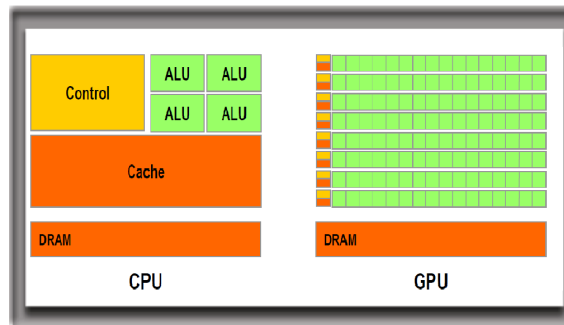 Control
ALU ALU
ALU ALU
Cache
DRAM
CPU
DRAM
GPU